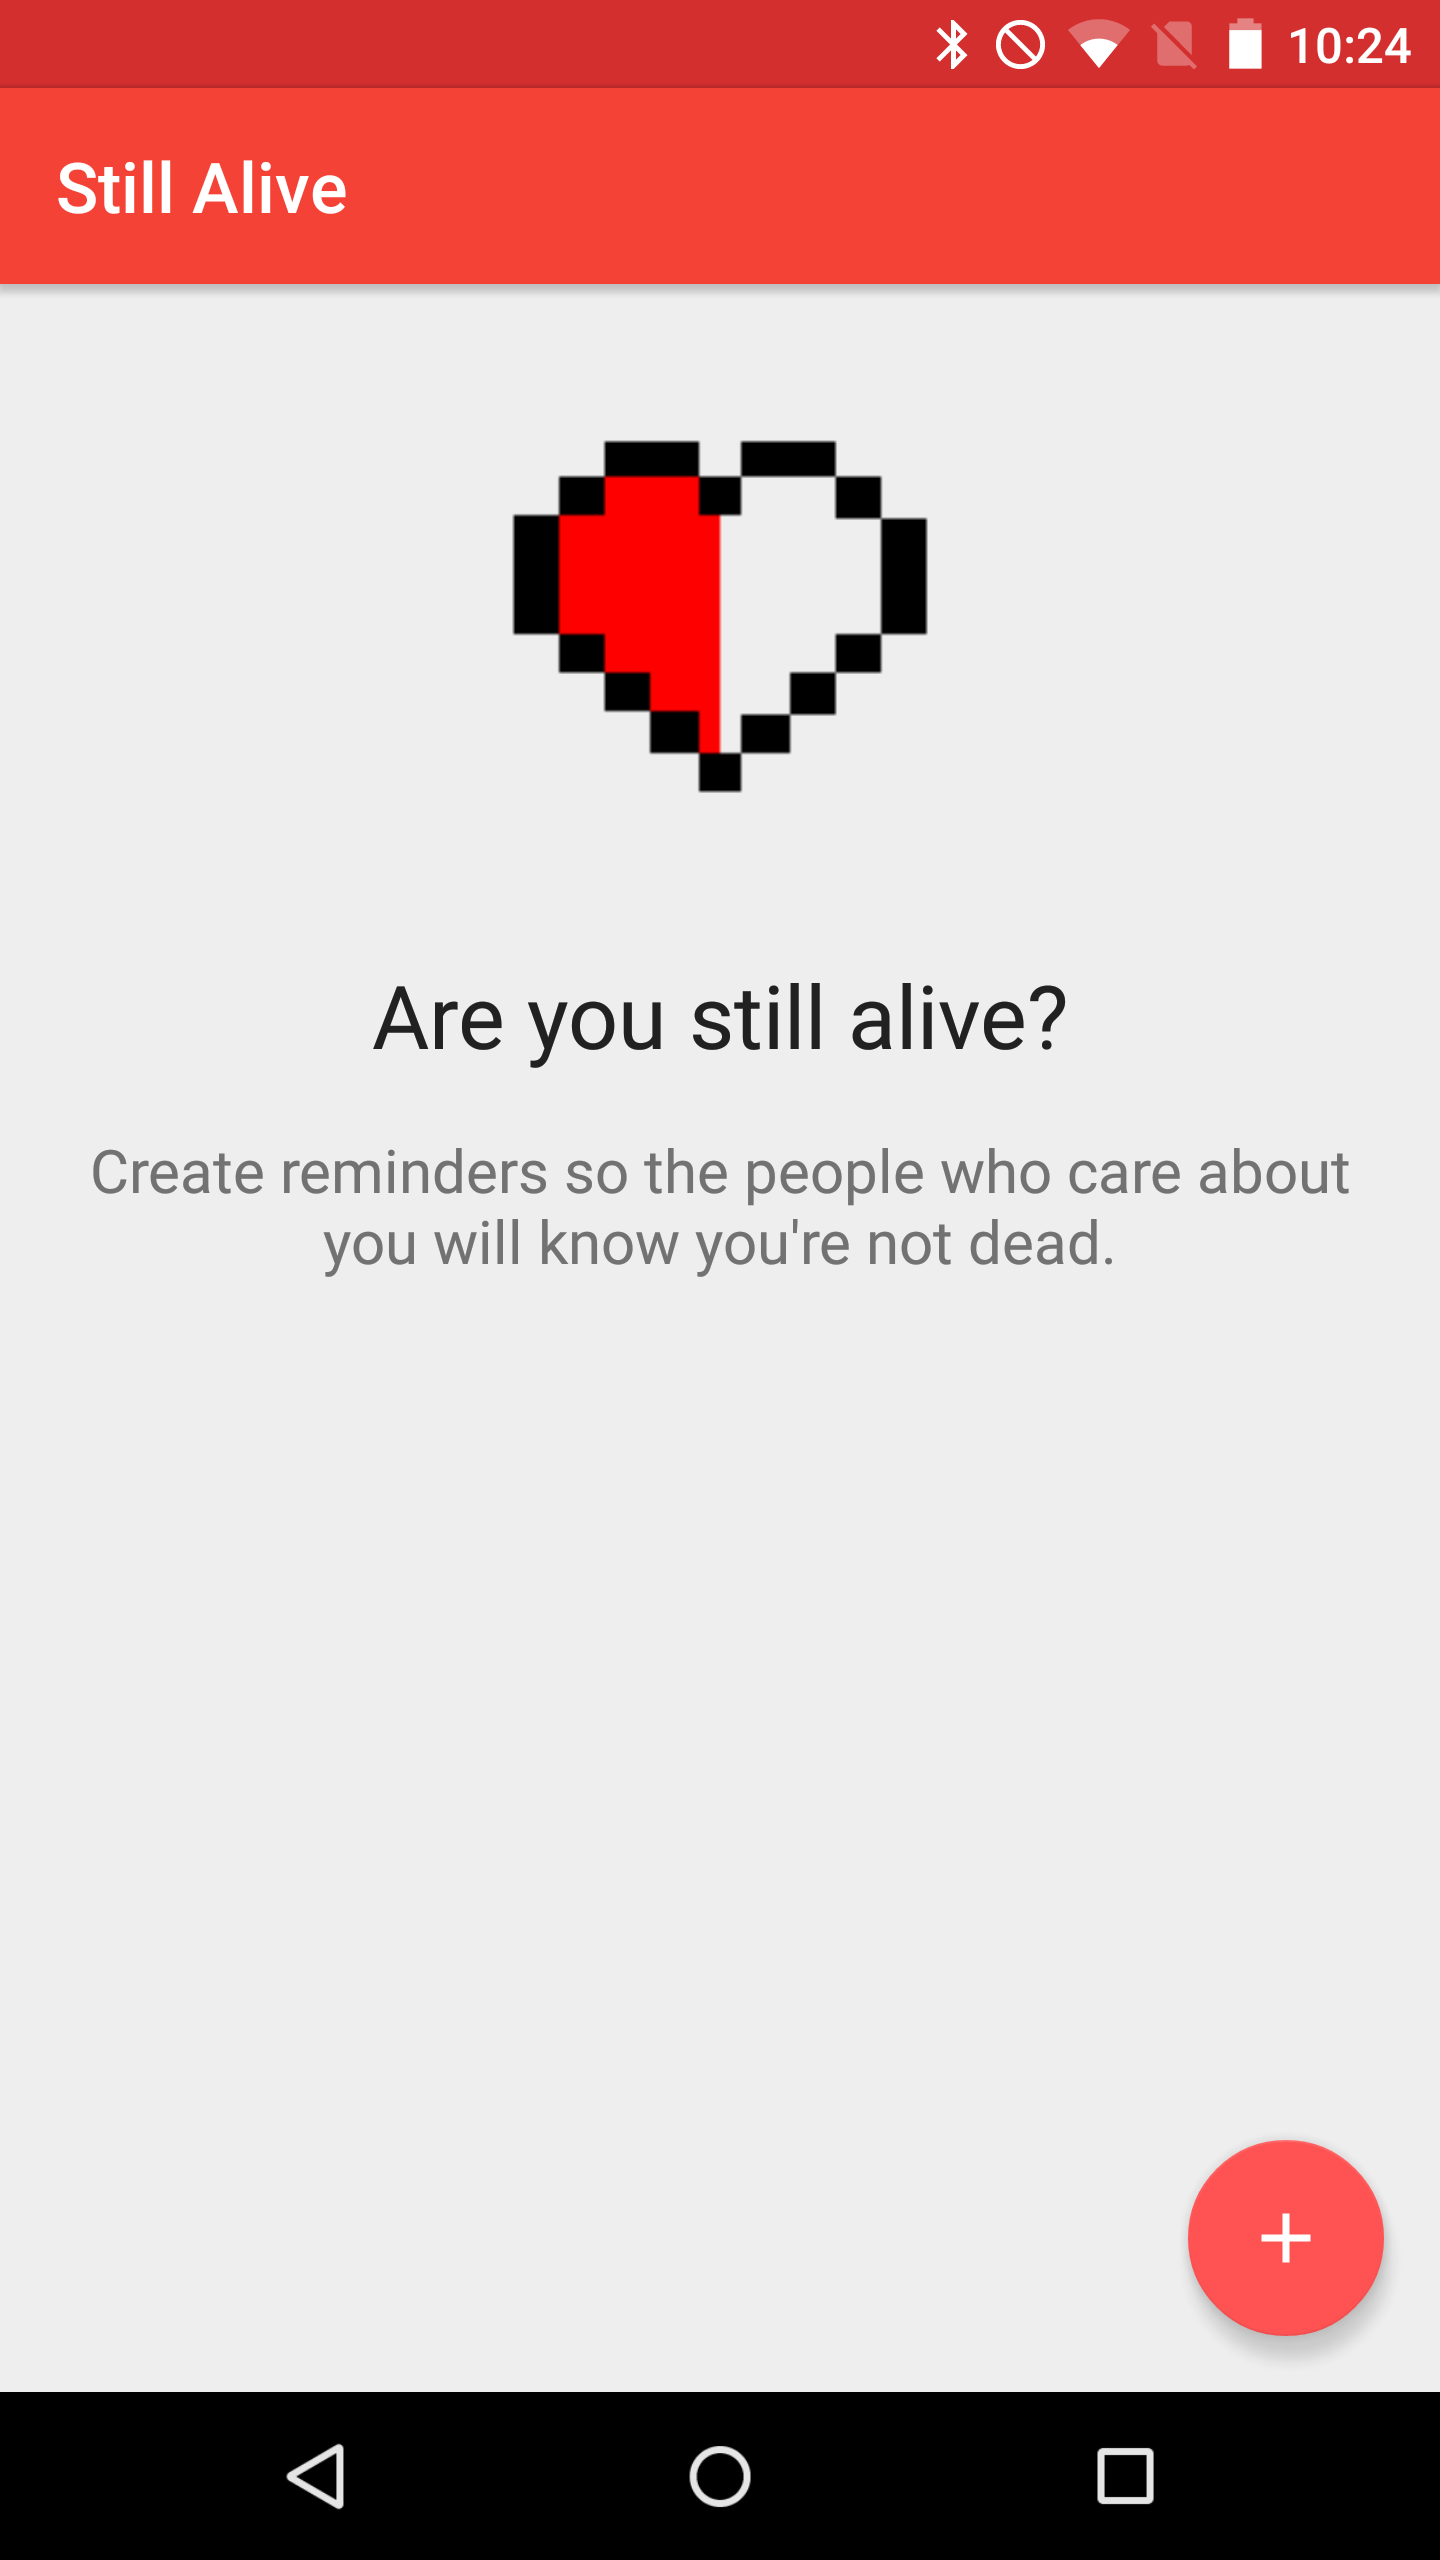 10:24
Still Alive
Are you still alive?
Create reminders so the people who care about
you will know you're not dead.